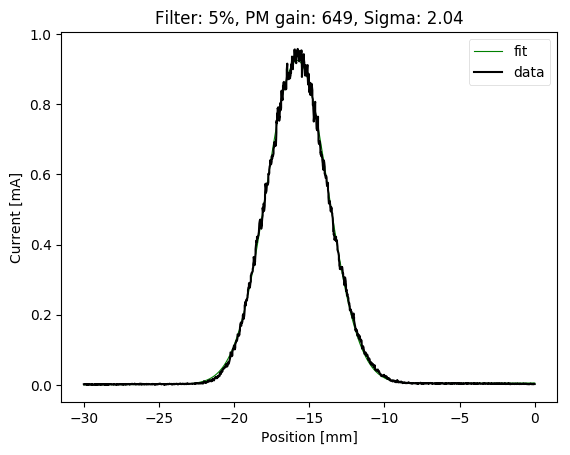 Filter: 5%, PM gain: 649, Sigma: 2.04
fit
data
Current [mA]
1.0
0.8
0.6
0.4
0.2
0.0
−30
−25
−20
−15
−10
−5
0
Position [mm]